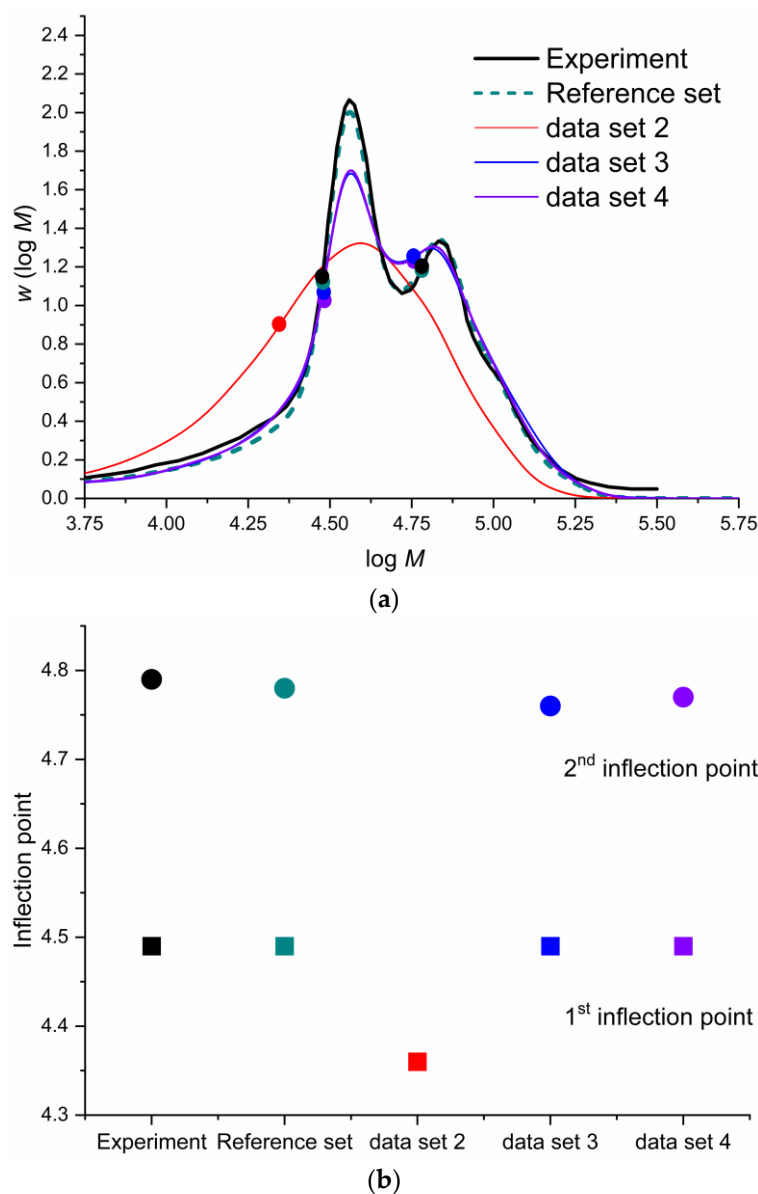 2.4
2.2
2.0
1.8
1.6
1.4
1.2
1.0
0.8
0.6
0.4
0.2
0.0
w (log M)
Experiment
Reference set
data set 2
data set 3
data set 4
3.75 4.00 4.25 4.50 4.75 5.00 5.25 5.50 5.75
log M
(a)
4.8
4.7
4.6
4.5
4.4
4.3
Inflection point
2nd inflection point
1st inflection point
Experiment Reference set data set 2 data set 3 data set 4
(b)